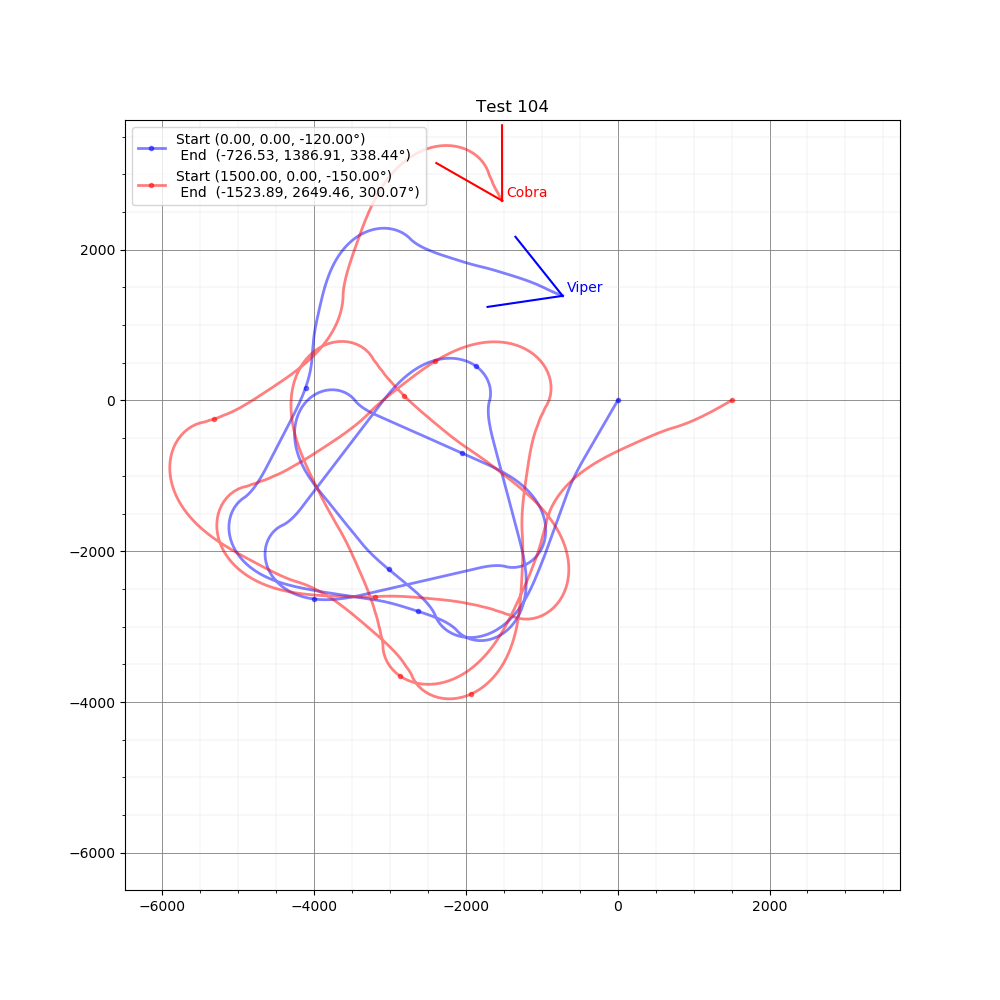 Test 104
Start (0.00, 0.00, -120.00°)
End (-726.53, 1386.91, 338.44°)
Start (1500.00, 0.00, -150.00°)
End (-1523.89, 2649.46, 300.07°)
Cobra
Viper
2000
0
−2000
−4000
−6000
−6000 −4000 −2000 0 2000